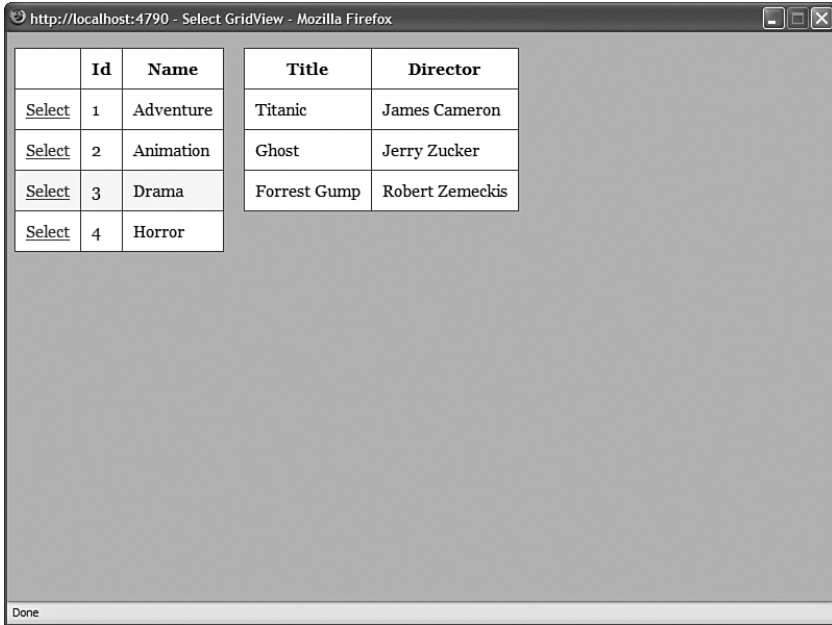 http://localhost:4790 - Select GridView - Mozilla Firefox
Id Name
Select 1 Adventure
Select 2 Animation
Select 3 Drama
Select 4 Horror
Title Director
Titanic James Cameron
Ghost Jerry Zucker
Forrest Gump Robert Zemeckis
Done